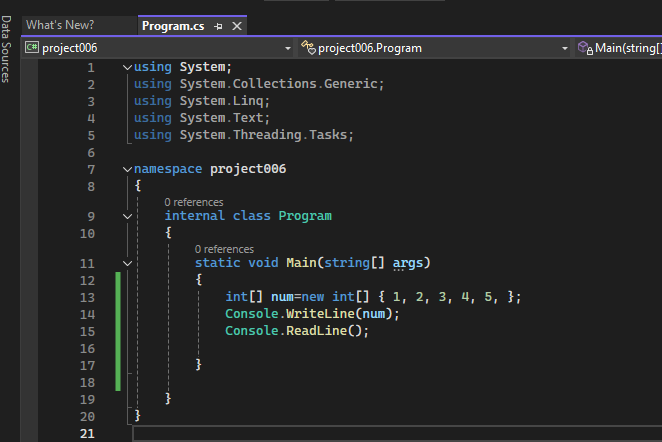 Data Sources
What's New?
Program.cs
C# project006
project006.Program
Main(string[]
1 using System;
2 using System.Collections.Generic;
3 using System.Linq;
4 using System.Text;
5 using System.Threading.Tasks;
6
7 namespace project006
8 {
0 references
9 internal class Program
10 {
0 references
11 static void Main(string[] args)
12 {
13 int[] num=new int[] { 1, 2, 3, 4, 5, };
14 Console.WriteLine(num);
15 Console.ReadLine();
16
17 }
18
19 }
20 }
21